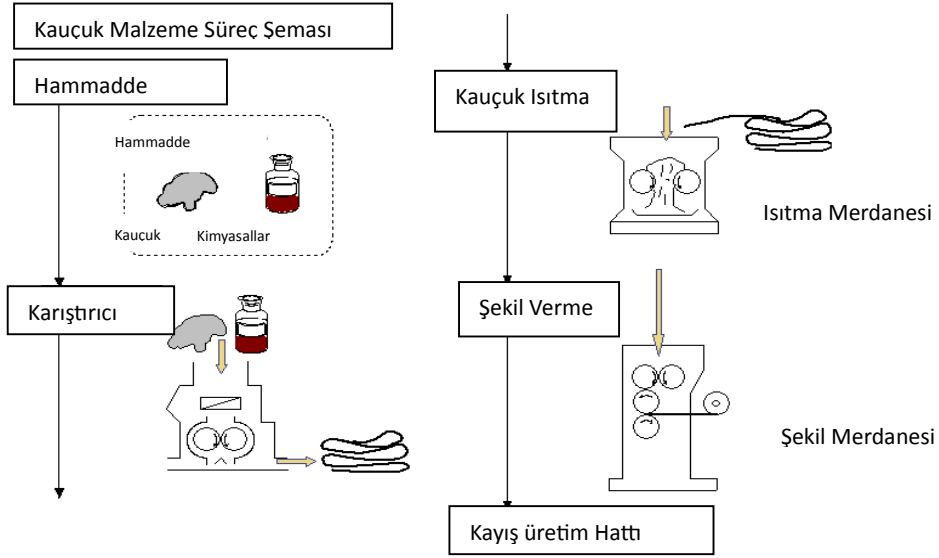 Kauçuk Malzeme Süreç Şeması
Hammadde
Hammadde
Kauçuk
Kimyasallar
Karıştırıcı
Kauçuk Isıtma
Isıtma Merdanesi
Şekil Verme
Şekil Merdanesi
Kayış üretim Hattı